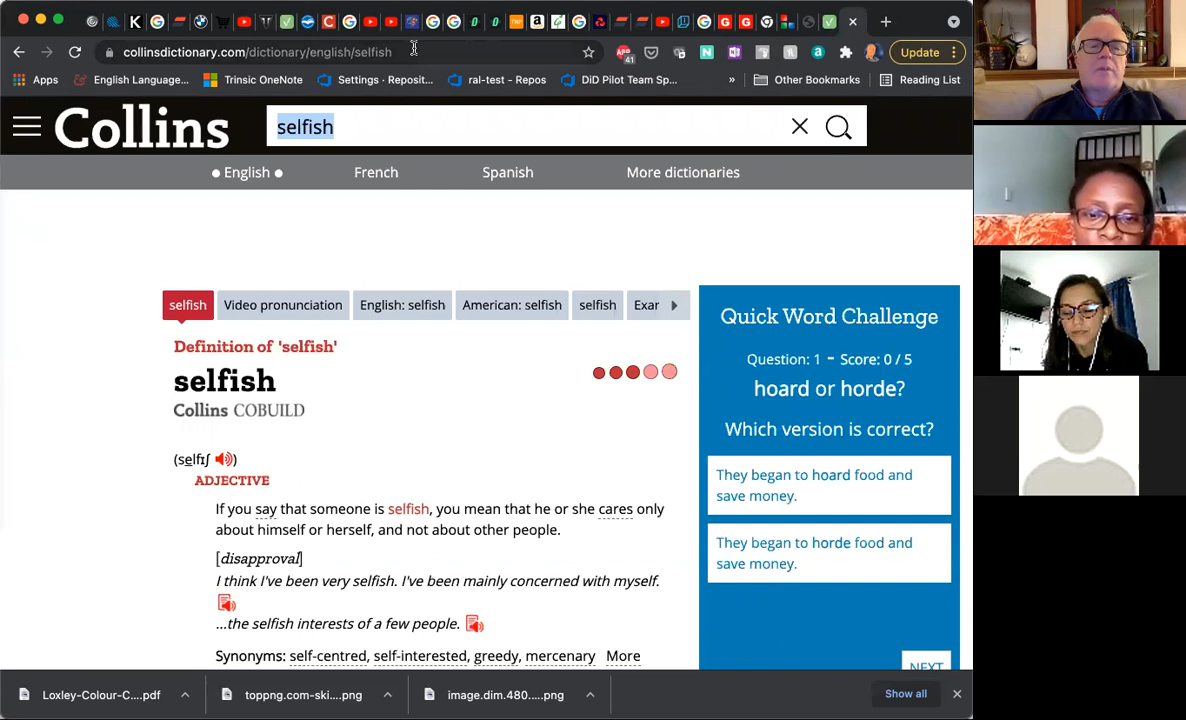 collinsdictionary.com/dictionary/english/selfish
41
Update
Apps English Language... Trinsic OneNote Settings - Reposit... ral-test - Repos DiD Pilot Team Sp... » Other Bookmarks Reading List
Collins
selfish
• English • French Spanish More dictionaries
selfish Video pronunciation English: selfish American: selfish selfish Exar
Definition of 'selfish'
selfish
Collins COBUILD
(selfɪʃ )
ADJECTIVE
If you say that someone is selfish, you mean that he or she cares only
about himself or herself, and not about other people.
[disapproval]
I think I've been very selfish. I've been mainly concerned with myself.
...the selfish interests of a few people.
Synonyms: self-centred, self-interested, greedy, mercenary More
Quick Word Challenge
Question: 1 - Score: 0 / 5
hoard or horde?
Which version is correct?
They began to hoard food and
save money.
They began to horde food and
save money.
NEXT
Loxley-Colour-C....pdf toppng.com-ski....png image.dim.480.....png Show all